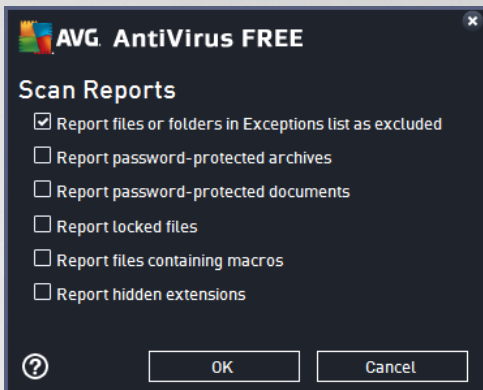 AVG. AntiVirus FREE
Scan Reports
Report files or folders in Exceptions list as excluded
Report password-protected archives
Report password-protected documents
Report locked files
Report files containing macros
Report hidden extensions
? OK Cancel